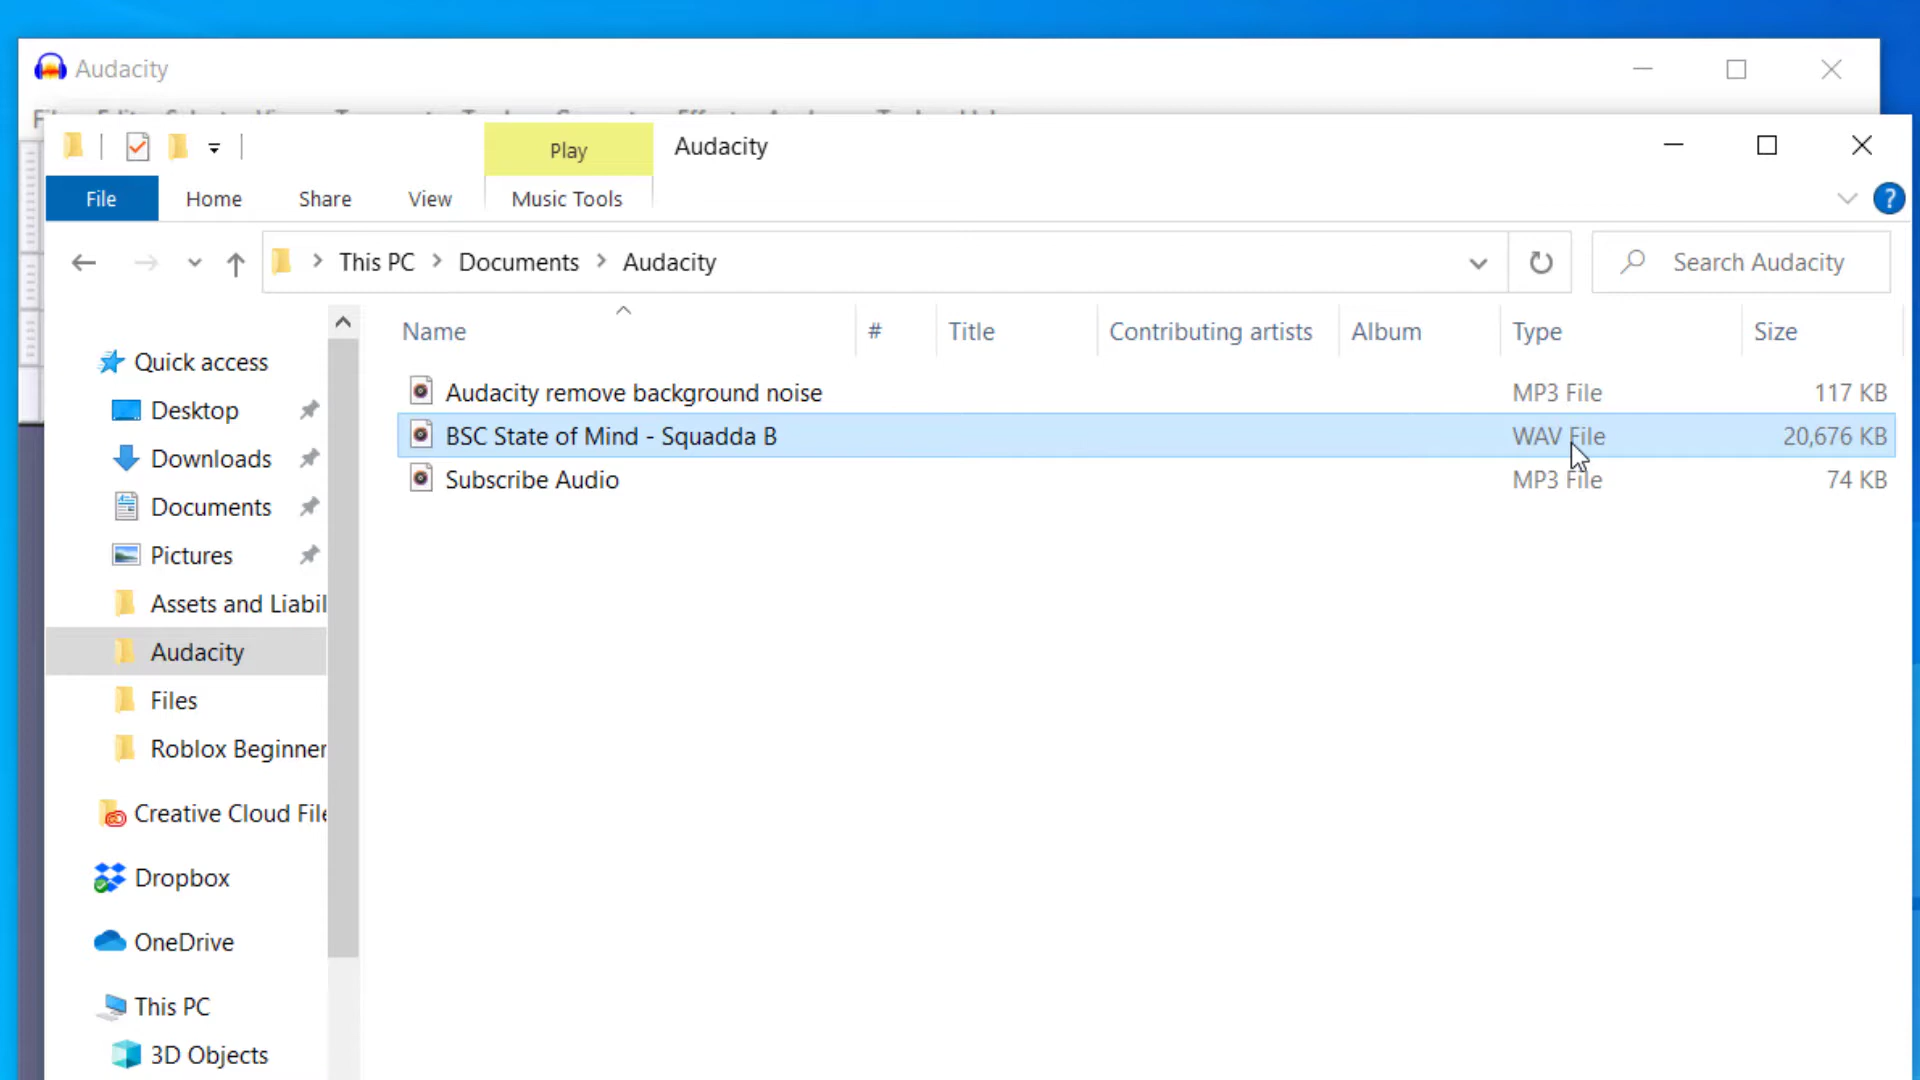 Audacity
Play Audacity
File Home Share View Music Tools
This PC Documents Audacity Search Audacity
Name # Title Contributing artists Album Type Size
Quick access
Desktop
Downloads
Documents
Pictures
Assets and Liabil
Audacity
Files
Roblox Beginner
Creative Cloud File
Dropbox
OneDrive
This PC
3D Objects
Audacity remove background noise MP3 File 117 KB
BSC State of Mind - Squadda B WAV File 20,676 KB
Subscribe Audio MP3 File 74 KB